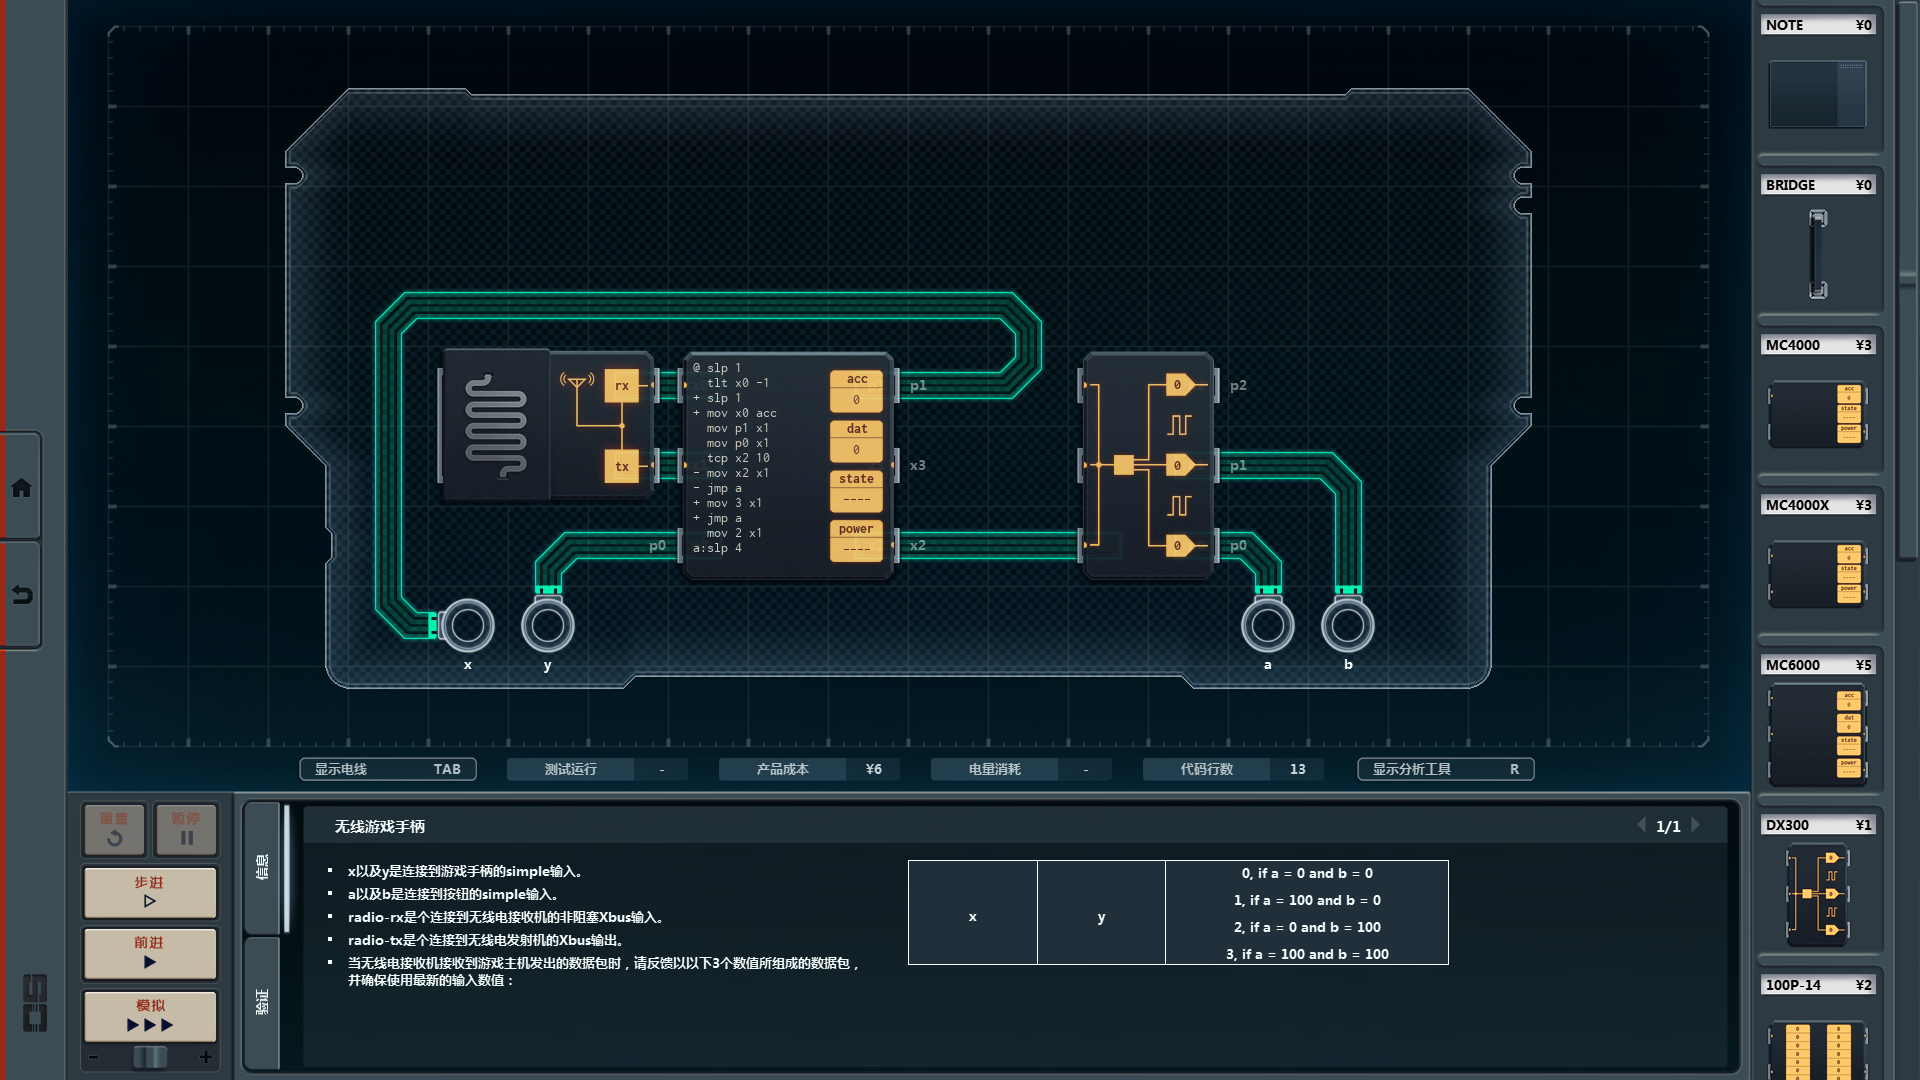 NOTE ¥0
BRIDGE ¥0
MC4000 ¥3
acc
0
state
----
power
----
MC4000X ¥3
acc
0
state
----
power
----
MC6000 ¥5
acc
0
dat
0
state
----
power
----
DX300 ¥1
100P-14 ¥2
rx
tx
@ slp 1
tlt x0 -1
+ slp 1
+ mov x0 acc
mov p1 x1
mov p0 x1
tcp x2 10
- mov x2 x1
- jmp a
+ mov 3 x1
+ jmp a
mov 2 x1
a:slp 4
acc
0
dat
0
state
----
power
----
p1
x3
x2
p0
0
0
0
p2
p1
p0
x
y
a
b
显示电线 TAB
测试运行 -
产品成本 ¥6
电量消耗 -
代码行数 13
显示分析工具 R
重置
暂停
步进
前进
模拟
- +
信息
验证
无线游戏手柄
1/1
▪ x以及y是连接到游戏手柄的simple输入。
▪ a以及b是连接到按钮的simple输入。
▪ radio-rx是个连接到无线电接收机的非阻塞Xbus输入。
▪ radio-tx是个连接到无线电发射机的Xbus输出。
▪ 当无线电接收机接收到游戏主机发出的数据包时，请反馈以以下3个数值所组成的数据包，
并确保使用最新的输入数值：
x
y
0, if a = 0 and b = 0
1, if a = 100 and b = 0
2, if a = 0 and b = 100
3, if a = 100 and b = 100